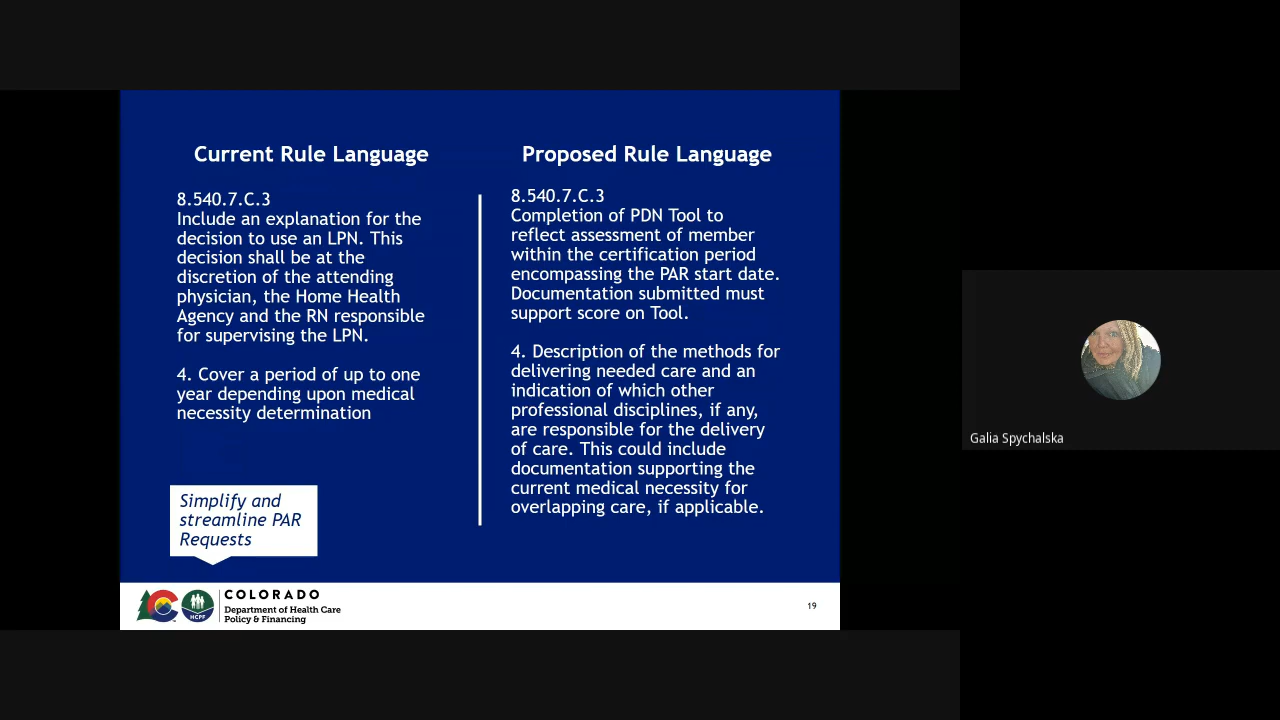 Current Rule Language
8.540.7.C.3
Include an explanation for the
decision to use an LPN. This
decision shall be at the
discretion of the attending
physician, the Home Health
Agency and the RN responsible
for supervising the LPN.
4. Cover a period of up to one
year depending upon medical
necessity determination
Simplify and
streamline PAR
Requests
Proposed Rule Language
8.540.7.C.3
Completion of PDN Tool to
reflect assessment of member
within the certification period
encompassing the PAR start date.
Documentation submitted must
support score on Tool.
4. Description of the methods for
delivering needed care and an
indication of which other
professional disciplines, if any,
are responsible for the delivery
of care. This could include
documentation supporting the
current medical necessity for
overlapping care, if applicable.
HCPF
COLORADO
Department of Health Care
Policy & Financing
19
Galia Spychalska